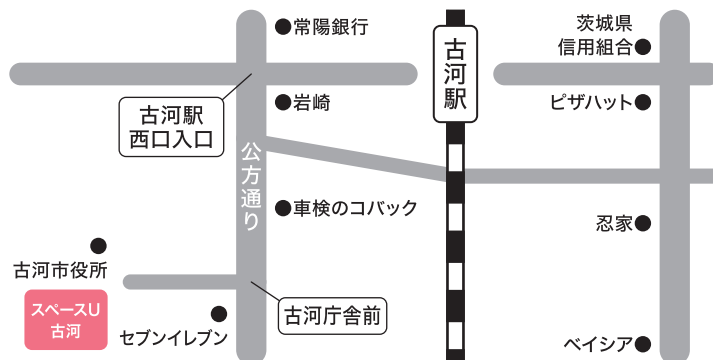 常陽銀行
古河駅
茨城県
信用組合
古河駅
西口入口
岩崎
ピザハット
公方通り
車検のコバック
忍家
古河市役所
スペースU
古河
古河庁舎前
セブンイレブン
ベイシア